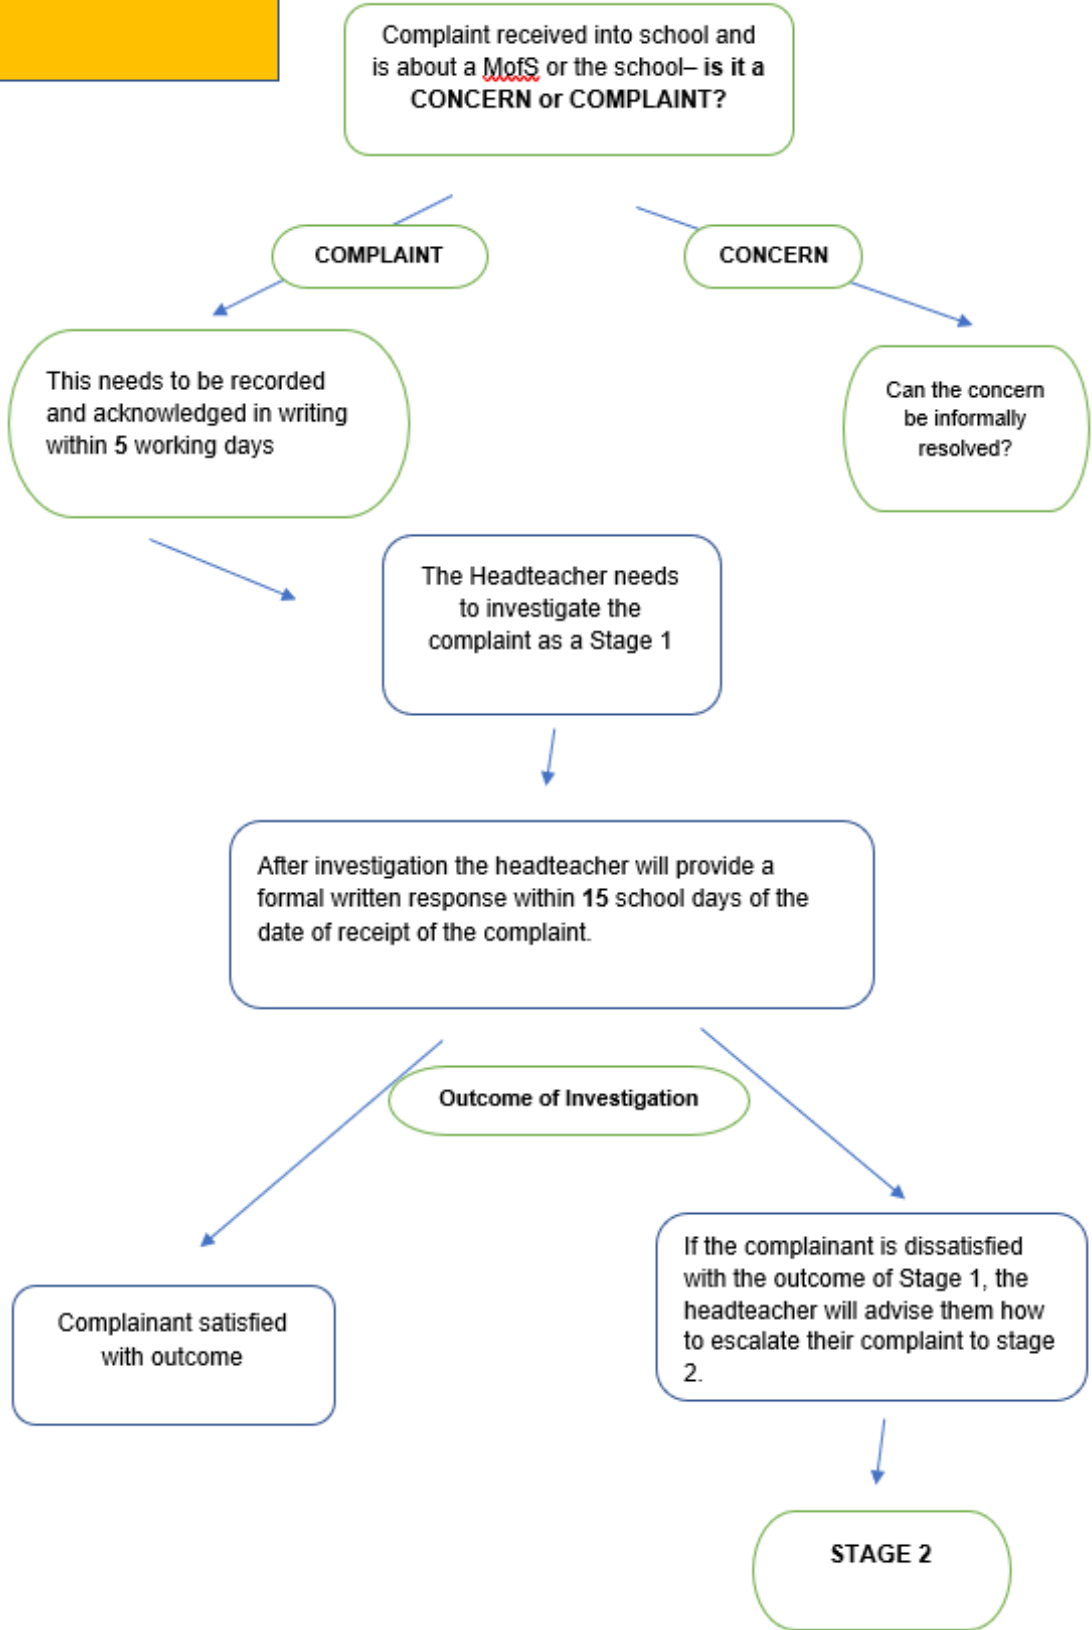 Complaint received into school and
is about a MofS or the school– is it a
CONCERN or COMPLAINT?
COMPLAINT
CONCERN
This needs to be recorded
and acknowledged in writing
within 5 working days
Can the concern
be informally
resolved?
The Headteacher needs
to investigate the
complaint as a Stage 1
After investigation the headteacher will provide a
formal written response within 15 school days of the
date of receipt of the complaint.
Outcome of Investigation
Complainant satisfied
with outcome
If the complainant is dissatisfied
with the outcome of Stage 1, the
headteacher will advise them how
to escalate their complaint to stage
2.
STAGE 2